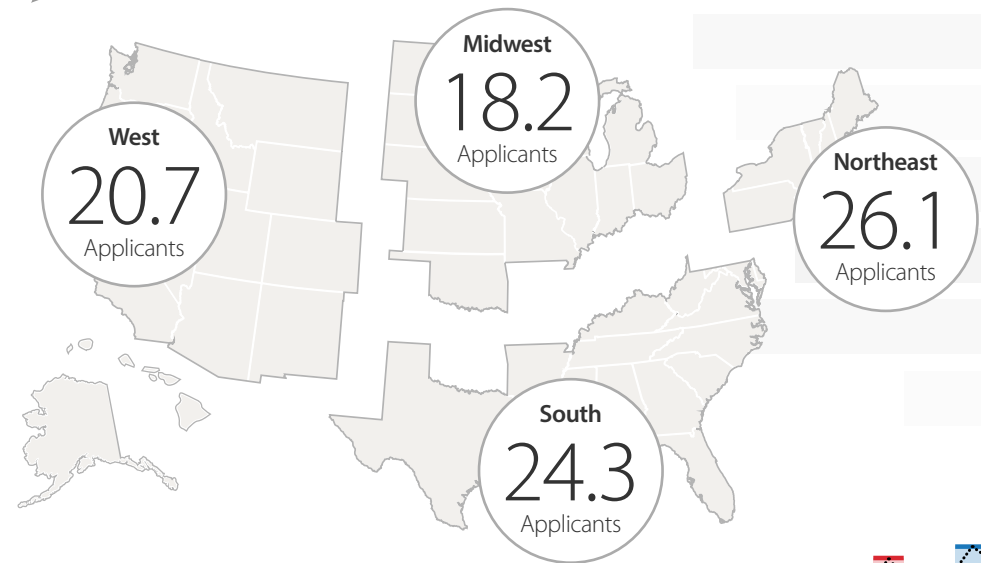 Midwest
18.2
Applicants
West
20.7
Applicants
Northeast
26.1
Applicants
South
24.3
Applicants